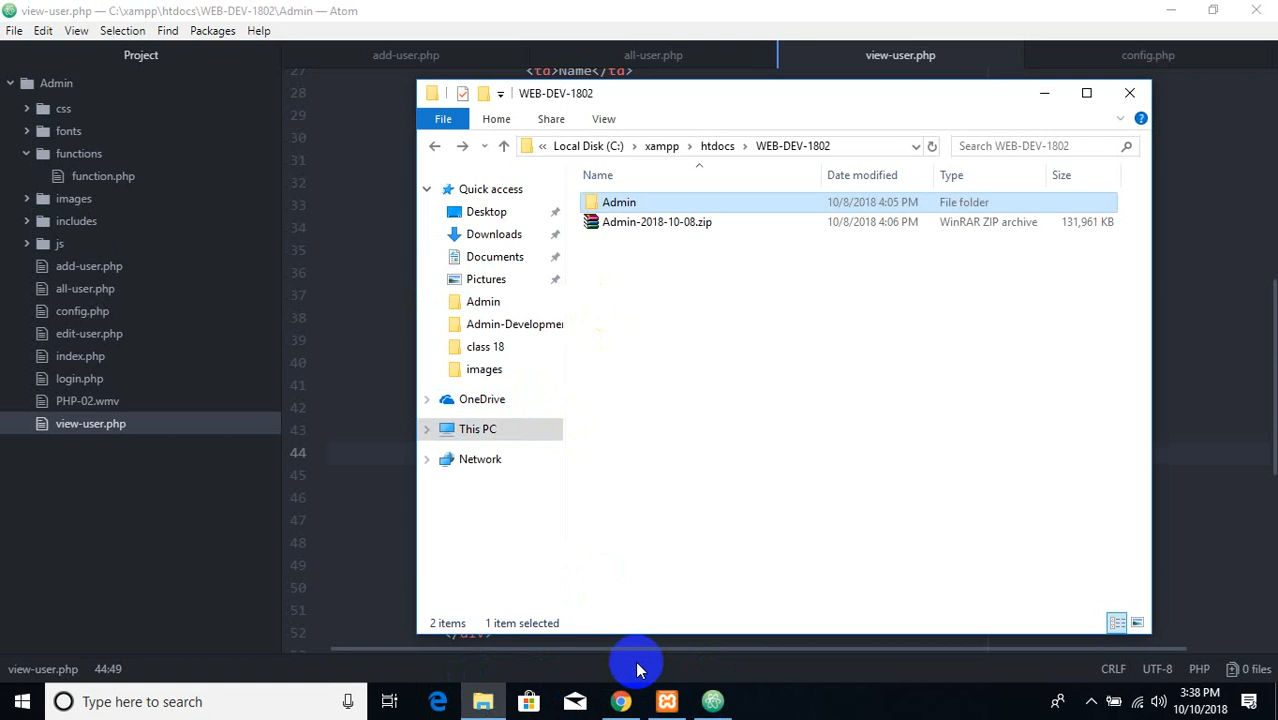 view-user.php — C:\xampp\htdocs\WEB-DEV-1802\Admin — Atom
File Edit View Selection Find Packages Help
Project
add-user.php all-user.php view-user.php config.php
Admin
css
fonts
functions
function.php
images
includes
js
add-user.php
all-user.php
config.php
edit-user.php
index.php
login.php
PHP-02.wmv
view-user.php
27 <td>Name</td>
28
29
30
31
32
33
34
35
36
37
38
39
40
41
42
43
44
45
46
47
48
49
50
51
52 </div>
WEB-DEV-1802
File Home Share View
« Local Disk (C:) › xampp › htdocs › WEB-DEV-1802
Search WEB-DEV-1802
Name Date modified Type Size
Admin 10/8/2018 4:05 PM File folder
Admin-2018-10-08.zip 10/8/2018 4:06 PM WinRAR ZIP archive 131,961 KB
Quick access
Desktop
Downloads
Documents
Pictures
Admin
Admin-Developme
class 18
images
OneDrive
This PC
Network
2 items 1 item selected
view-user.php 44:49 CRLF UTF-8 PHP 0 files
Type here to search
3:38 PM
10/10/2018